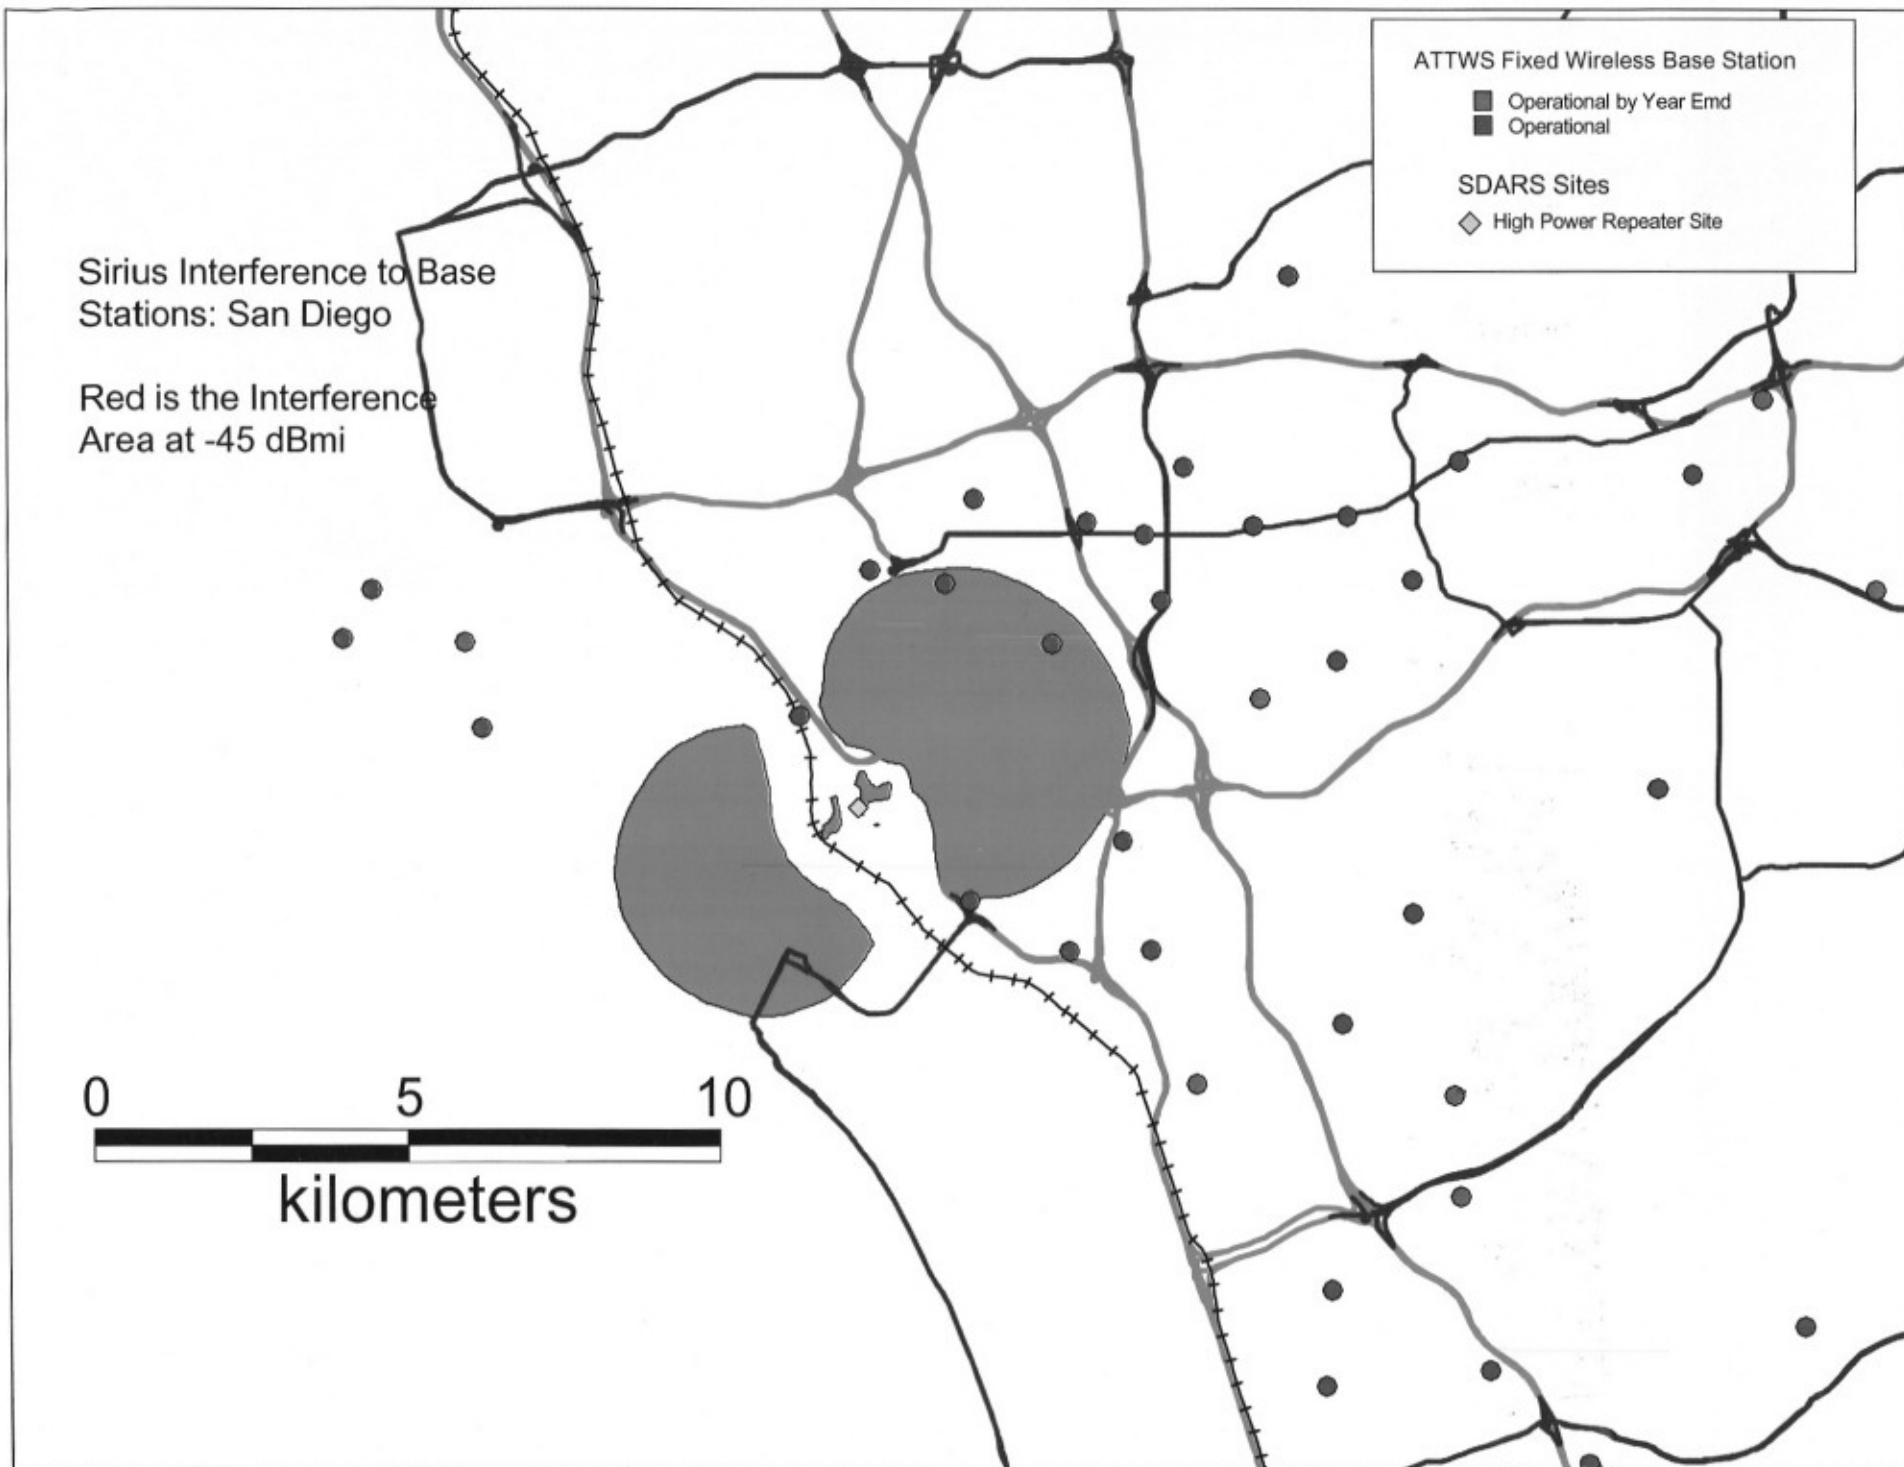 ATTWS Fixed Wireless Base Station
Operational by Year Emd
Operational
SDARS Sites
High Power Repeater Site
Sirius Interference to Base
Stations: San Diego
Red is the Interference
Area at -45 dBmi
0 5 10
kilometers